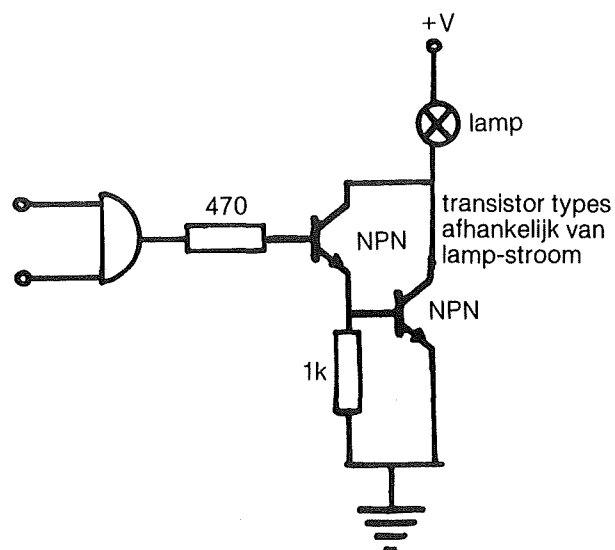 +V
lamp
470
transistor types
afhankelijk van
lamp-stroom
NPN
NPN
1k